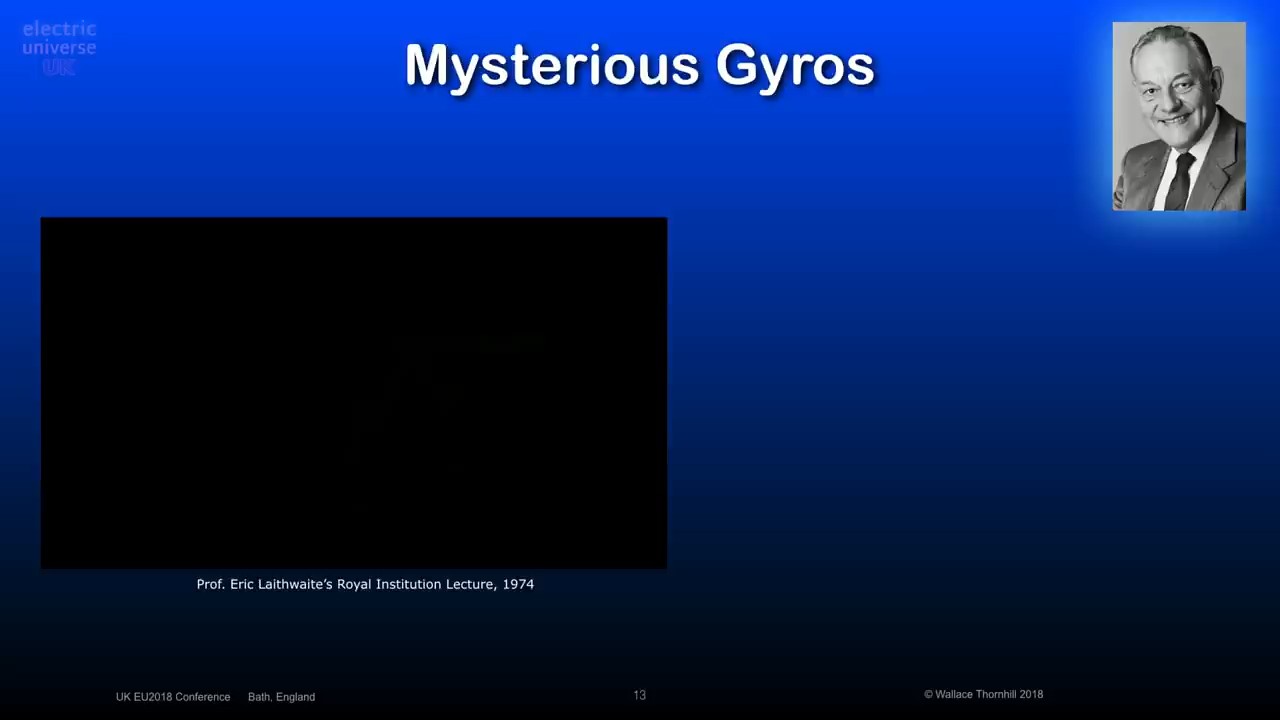 electric
universe
UK
Mysterious Gyros
Prof. Eric Laithwaite’s Royal Institution Lecture, 1974
UK EU2018 Conference Bath, England
13
© Wallace Thornhill 2018